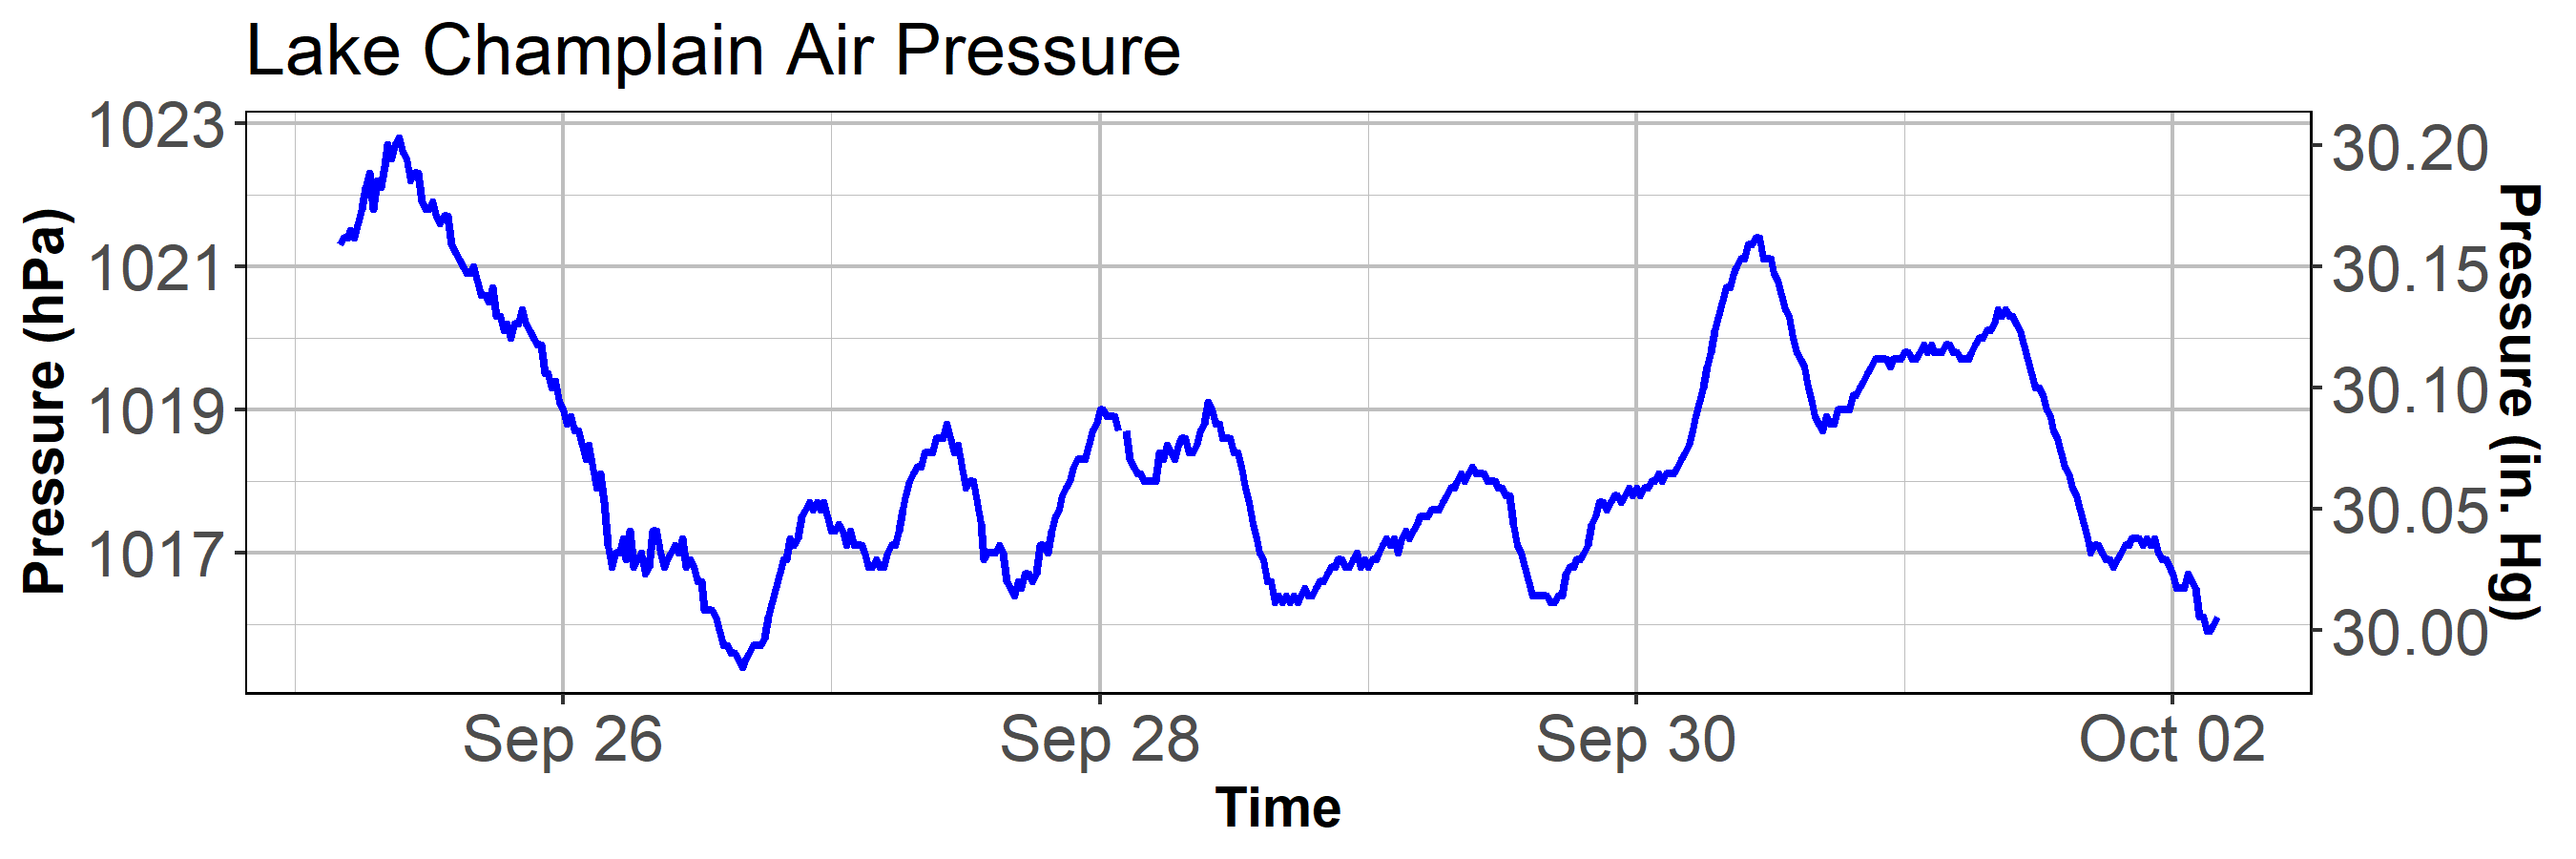 Lake Champlain Air Pressure
1023
1021
1019
1017
Pressure (hPa)
30.20
30.15
30.10
30.05
30.00
Pressure (in. Hg)
Sep 26
Sep 28
Sep 30
Oct 02
Time